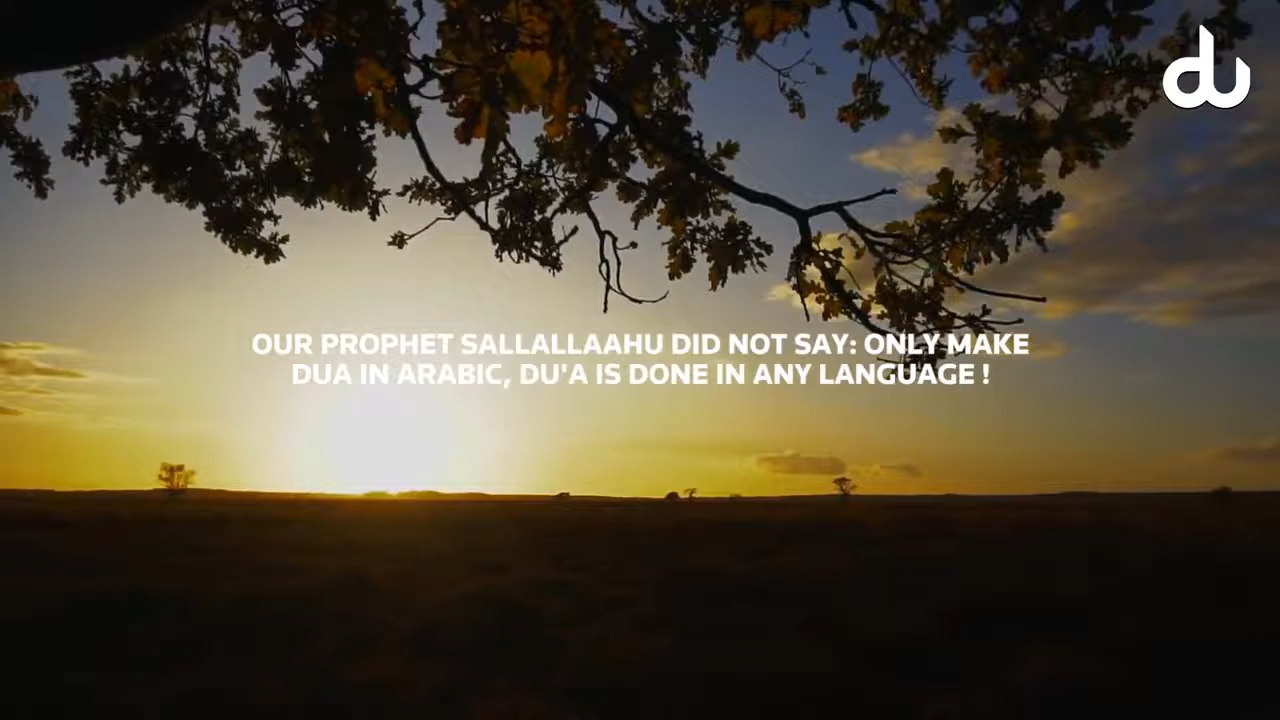 du
OUR PROPHET SALLALLAAHU DID NOT SAY: ONLY MAKE
DUA IN ARABIC, DU'A IS DONE IN ANY LANGUAGE !